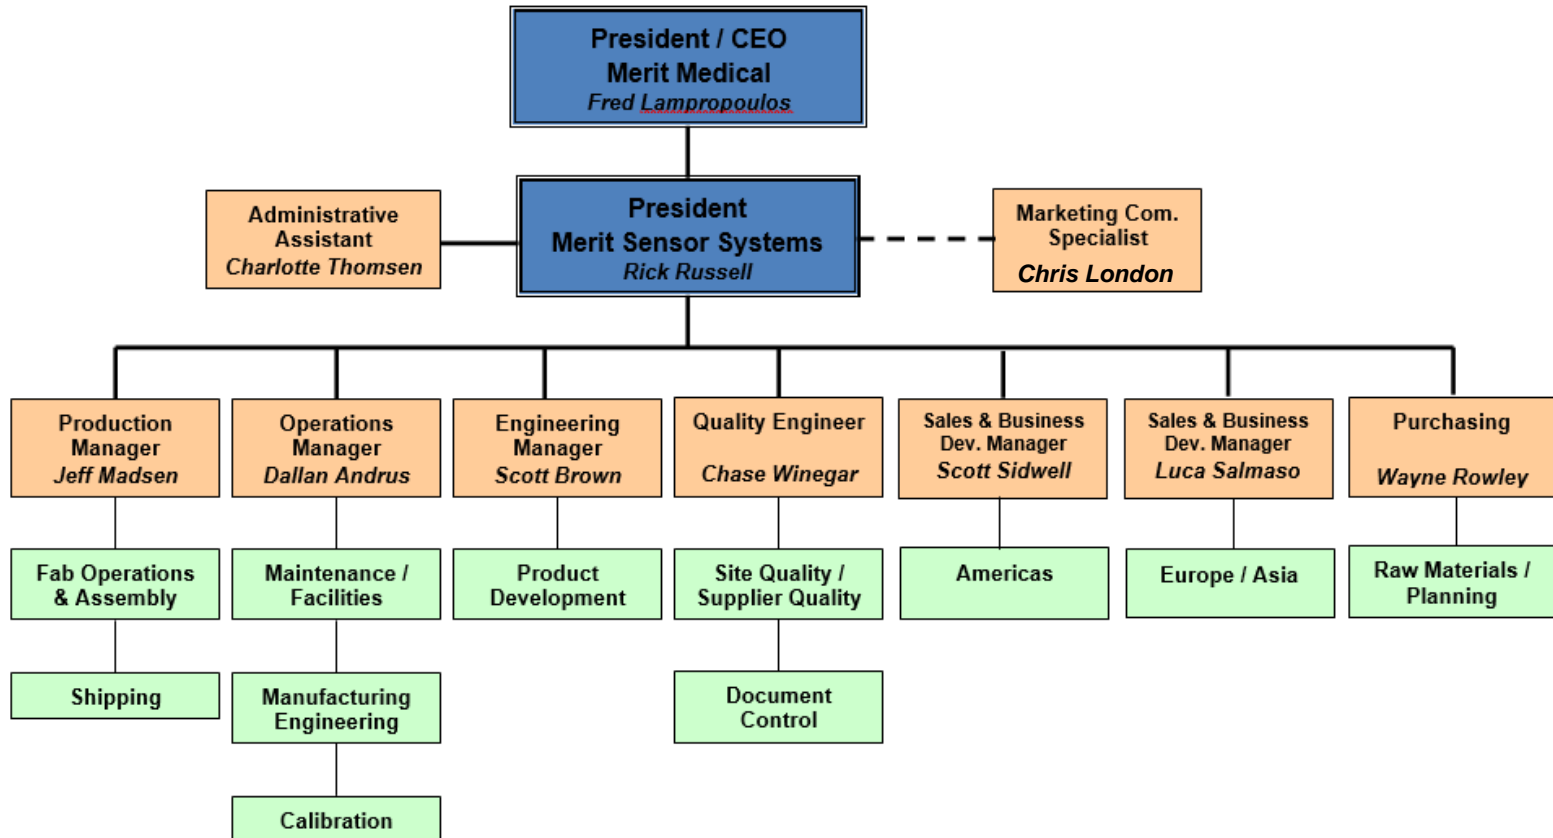 President / CEO
Merit Medical
Fred Lampropoulos
Administrative
Assistant
Charlotte Thomsen
President
Merit Sensor Systems
Rick Russell
Marketing Com.
Specialist
Chris London
Production
Manager
Jeff Madsen
Operations
Manager
Dallan Andrus
Engineering
Manager
Scott Brown
Quality Engineer
Chase Winegar
Sales & Business
Dev. Manager
Scott Sidwell
Sales & Business
Dev. Manager
Luca Salmaso
Purchasing
Wayne Rowley
Fab Operations
& Assembly
Maintenance /
Facilities
Product
Development
Site Quality /
Supplier Quality
Americas
Europe / Asia
Raw Materials /
Planning
Shipping
Manufacturing
Engineering
Document
Control
Calibration